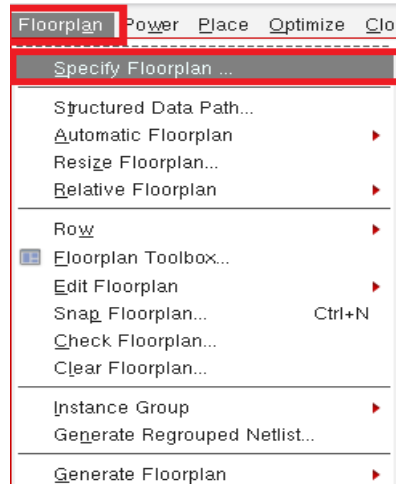 Floorplan Power Place Optimize Clo
Specify Floorplan ...
Structured Data Path...
Automatic Floorplan
Resize Floorplan...
Relative Floorplan
Row
Floorplan Toolbox...
Edit Floorplan
Snap Floorplan... Ctrl+N
Check Floorplan...
Clear Floorplan...
Instance Group
Generate Regrouped Netlist...
Generate Floorplan